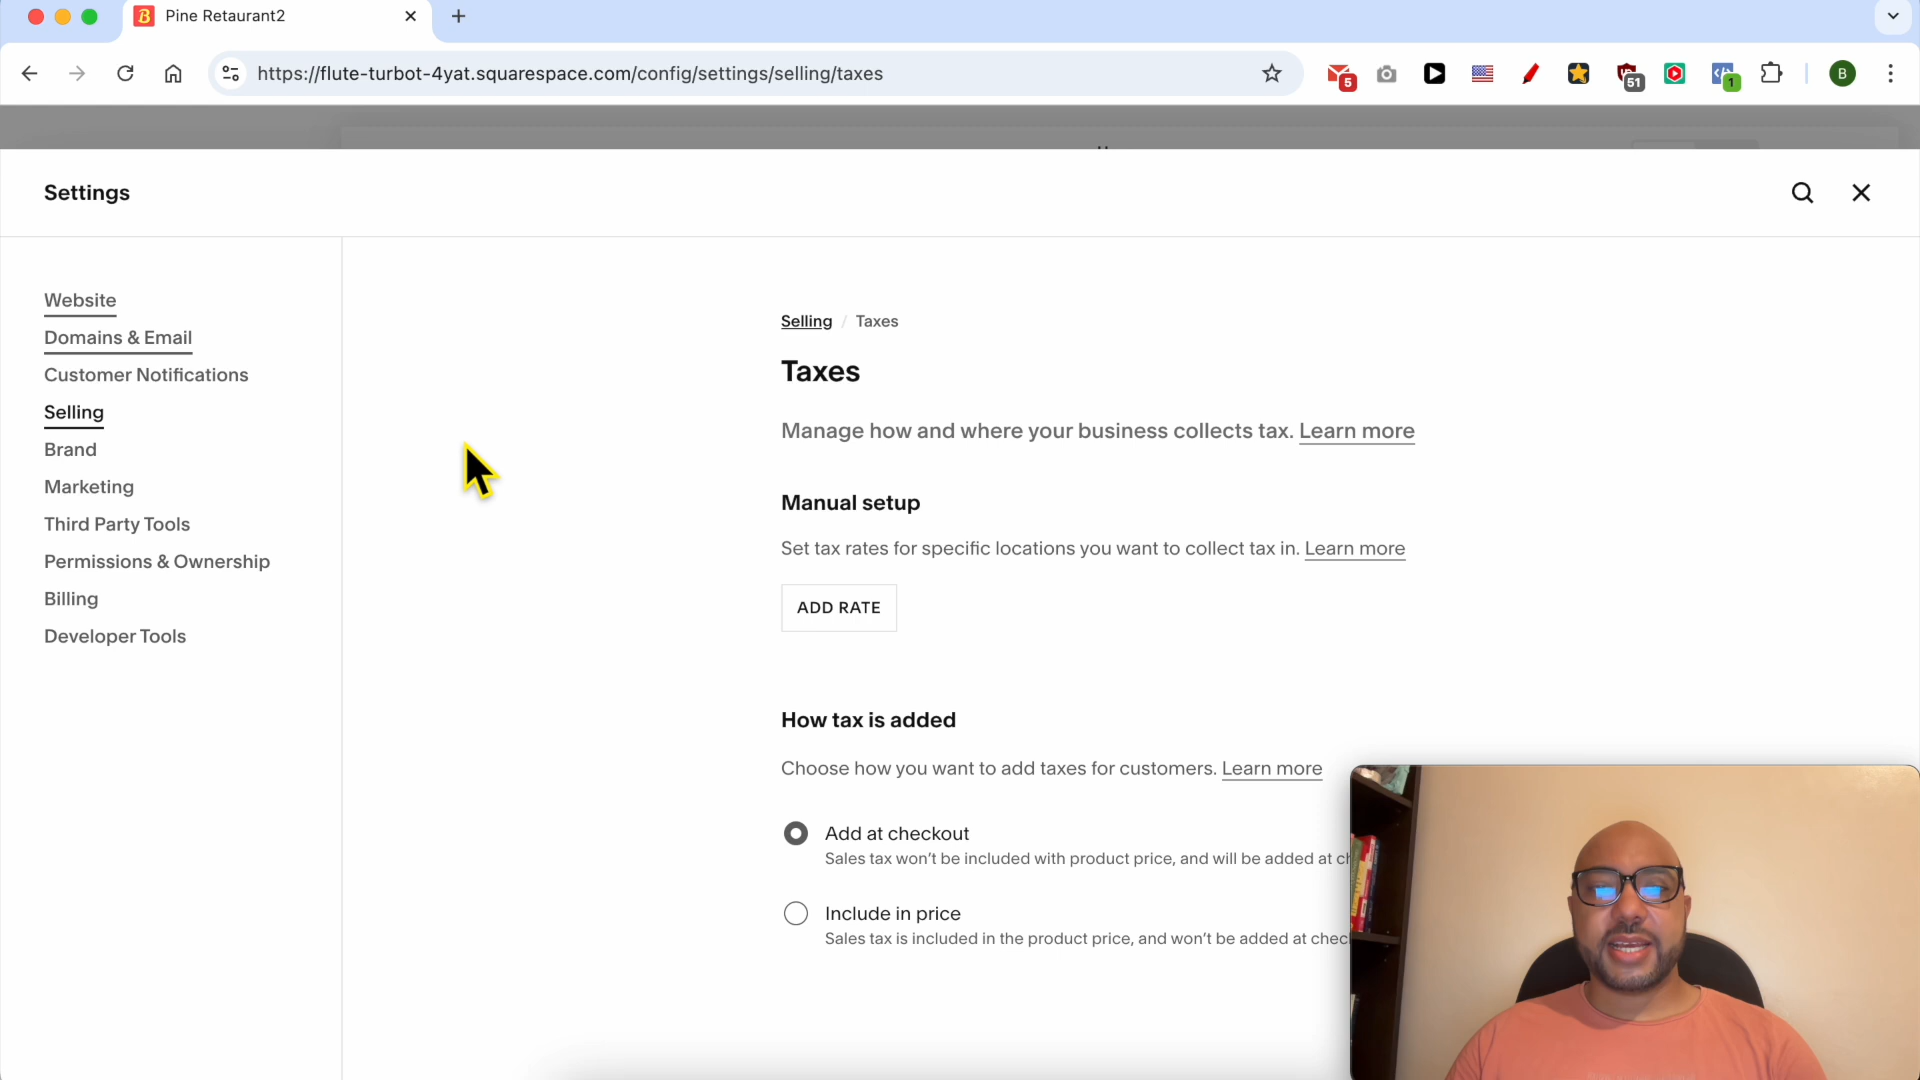 Pine Retaurant2
https://flute-turbot-4yat.squarespace.com/config/settings/selling/taxes
5
51
1
B
Settings
Website
Domains & Email
Customer Notifications
Selling
Brand
Marketing
Third Party Tools
Permissions & Ownership
Billing
Developer Tools
Selling / Taxes
Taxes
Manage how and where your business collects tax. Learn more
Manual setup
Set tax rates for specific locations you want to collect tax in. Learn more
ADD RATE
How tax is added
Choose how you want to add taxes for customers. Learn more
Add at checkout
Sales tax won't be included with product price, and will be added at
Include in price
Sales tax is included in the product price, and won't be added at